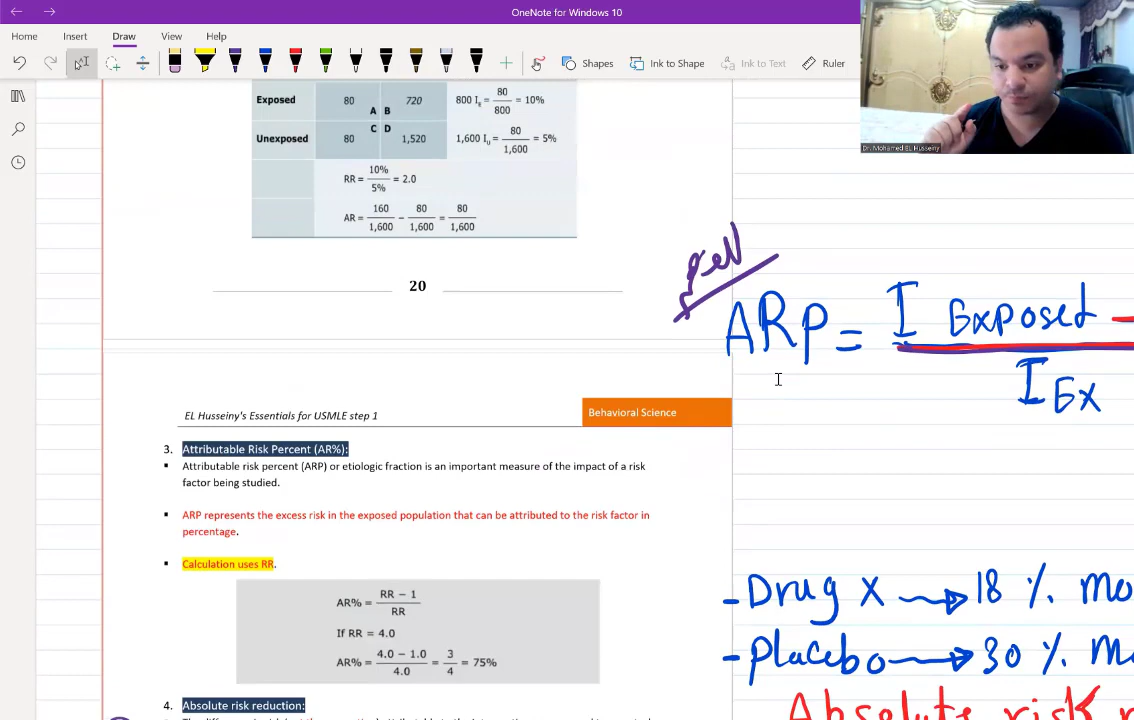 OneNote for Windows 10
Home Insert Draw View Help
Shapes Ink to Shape Ink to Text Ruler
Dr. Mohamed EL Husseiny
Exposed 80 720 800 I_E = 80/800 = 10%
A B
C D
Unexposed 80 1,520 1,600 I_U = 80/1,600 = 5%
RR = 10%/5% = 2.0
AR = 160/1,600 - 80/1,600 = 80/1,600
20
ARP = I Exposed -
I Ex
EL Husseiny's Essentials for USMLE step 1
Behavioral Science
3. Attributable Risk Percent (AR%):
▪ Attributable risk percent (ARP) or etiologic fraction is an important measure of the impact of a risk
factor being studied.
▪ ARP represents the excess risk in the exposed population that can be attributed to the risk factor in
percentage.
▪ Calculation uses RR.
AR% = RR − 1 / RR
If RR = 4.0
AR% = 4.0 − 1.0 / 4.0 = 3/4 = 75%
- Drug X → 18 % Mo
- Placebo → 30 % M
4. Absolute risk reduction:
Absolute risk